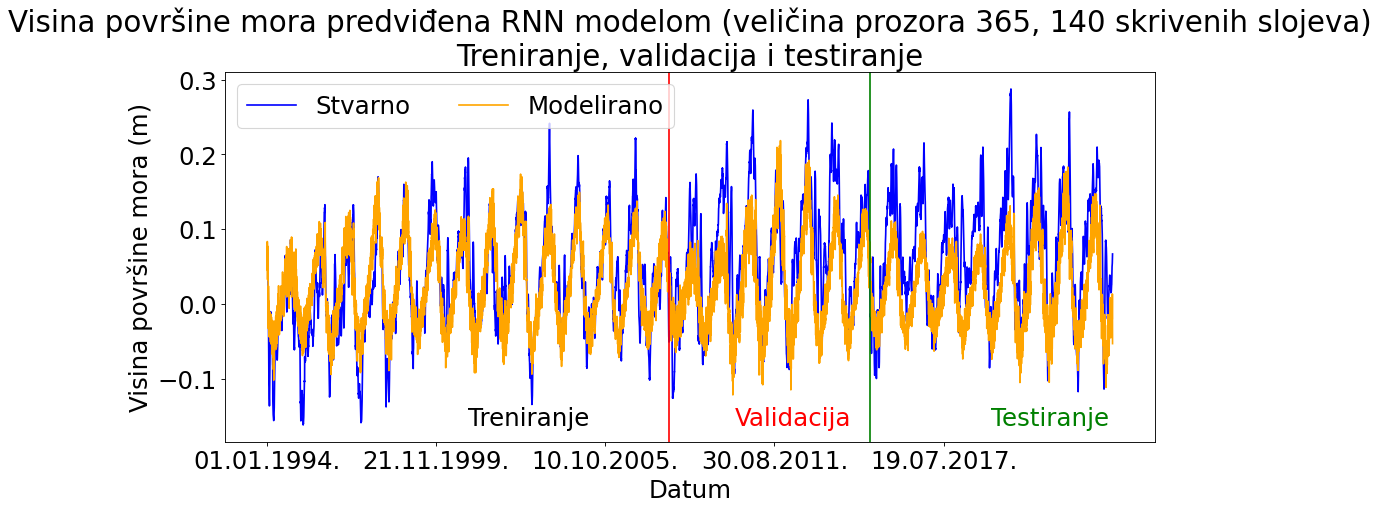 Visina površine mora predviđena RNN modelom (veličina prozora 365, 140 skrivenih slojeva)
Treniranje, validacija i testiranje
Stvarno
Modelirano
Visina površine mora (m)
0.3
0.2
0.1
0.0
−0.1
Treniranje
Validacija
Testiranje
01.01.1994.
21.11.1999.
10.10.2005.
30.08.2011.
19.07.2017.
Datum